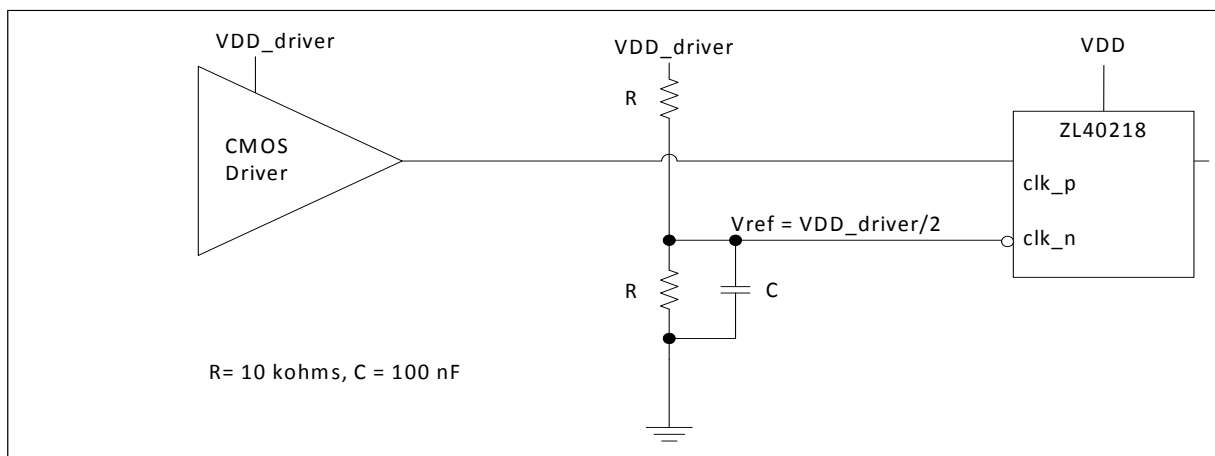 VDD_driver
VDD_driver
VDD
R
ZL40218
CMOS
Driver
clk_p
Vref = VDD_driver/2
clk_n
R
C
R= 10 kohms, C = 100 nF